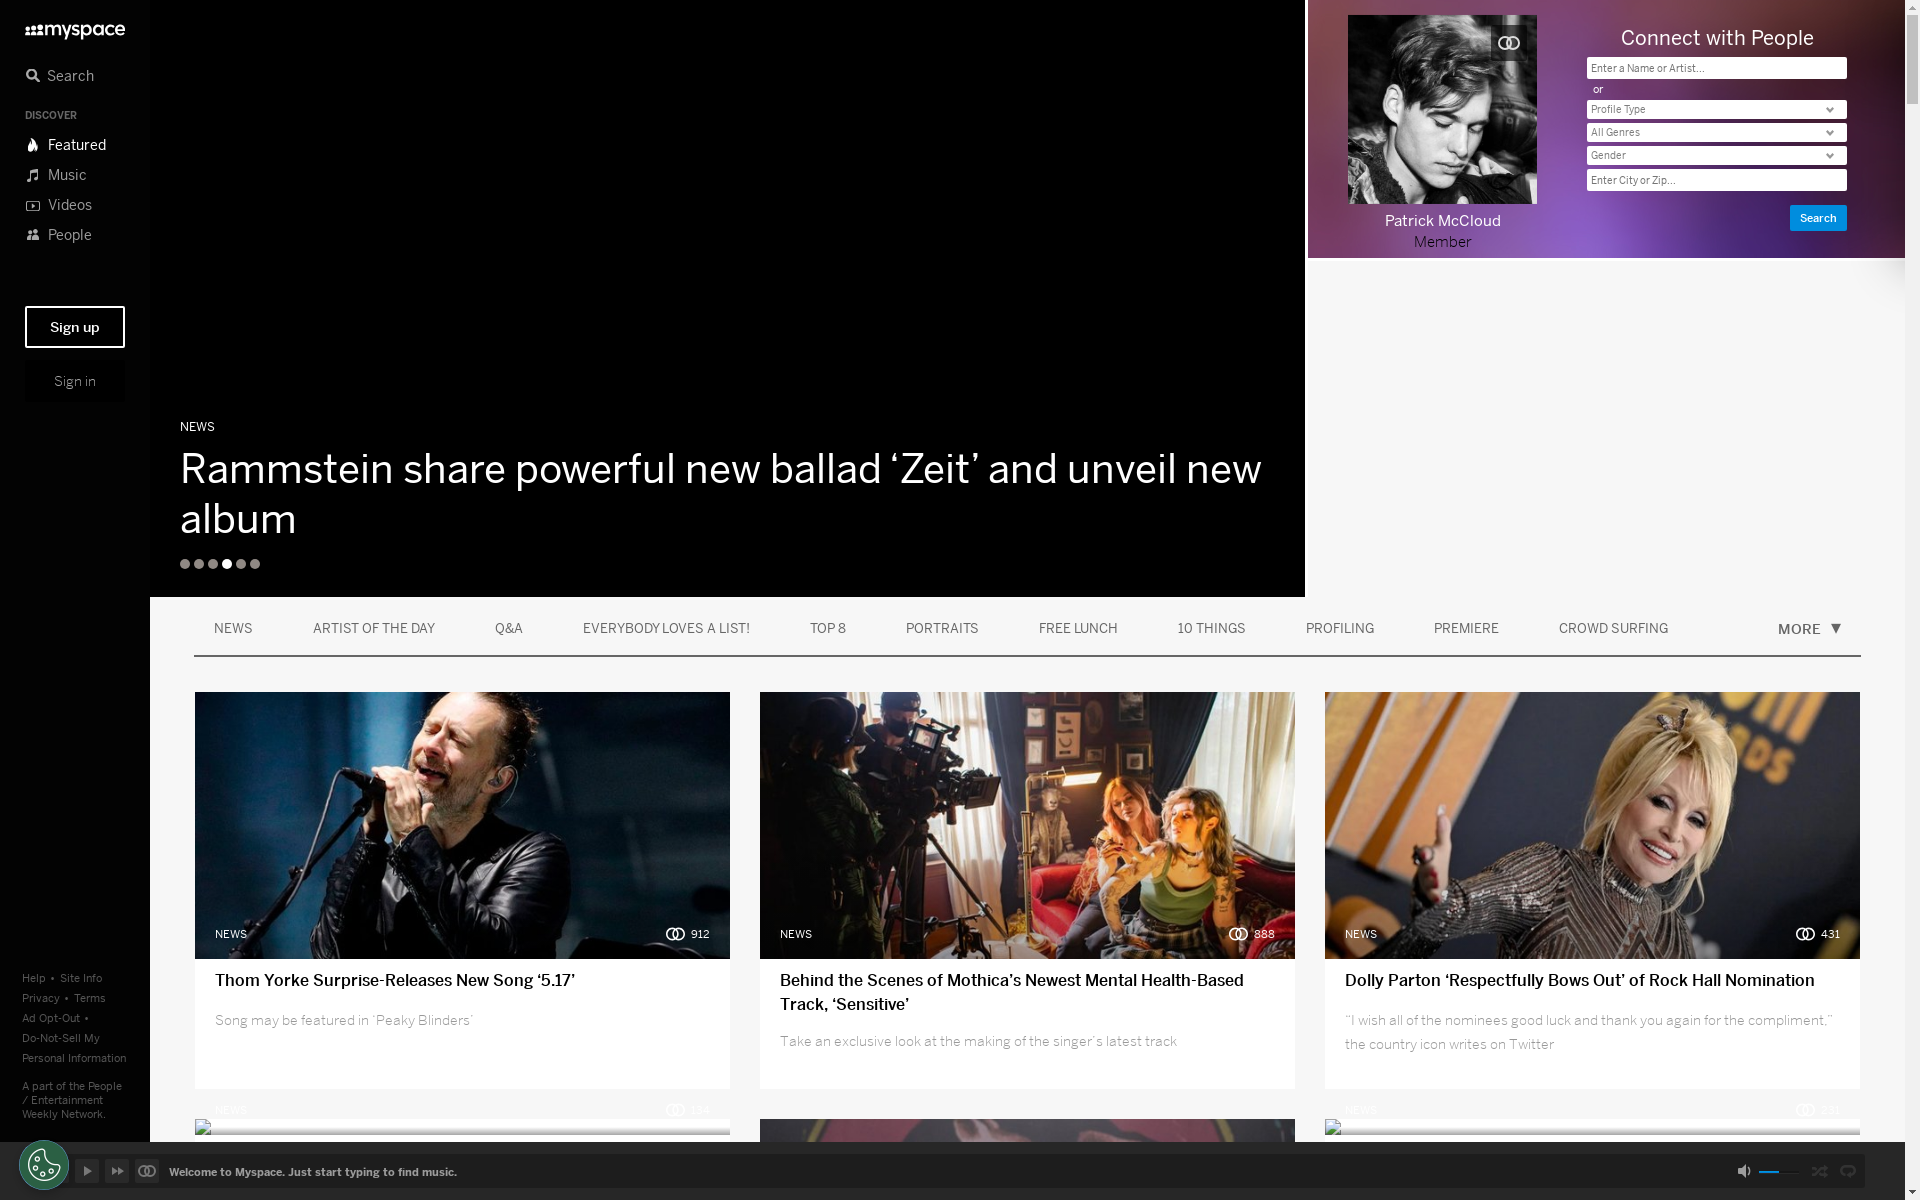 myspace
Search
DISCOVER
Featured
Music
Videos
People
Sign up
Sign in
Help • Site Info
Privacy • Terms
Ad Opt-Out •
Do-Not-Sell My
Personal Information
A part of the People
/ Entertainment
Weekly Network.
NEWS
Rammstein share powerful new ballad ‘Zeit’ and unveil new
album
Patrick McCloud
Member
Connect with People
Enter a Name or Artist...
or
Profile Type
All Genres
Gender
Enter City or Zip...
Search
NEWS ARTIST OF THE DAY Q&A EVERYBODY LOVES A LIST! TOP 8 PORTRAITS FREE LUNCH 10 THINGS PROFILING PREMIERE CROWD SURFING MORE ▼
NEWS 912
Thom Yorke Surprise-Releases New Song ‘5.17’
Song may be featured in ‘Peaky Blinders’
NEWS 888
Behind the Scenes of Mothica’s Newest Mental Health-Based
Track, ‘Sensitive’
Take an exclusive look at the making of the singer’s latest track
NEWS 431
Dolly Parton ‘Respectfully Bows Out’ of Rock Hall Nomination
“I wish all of the nominees good luck and thank you again for the compliment,”
the country icon writes on Twitter
NEWS
NEWS
Welcome to Myspace. Just start typing to find music.